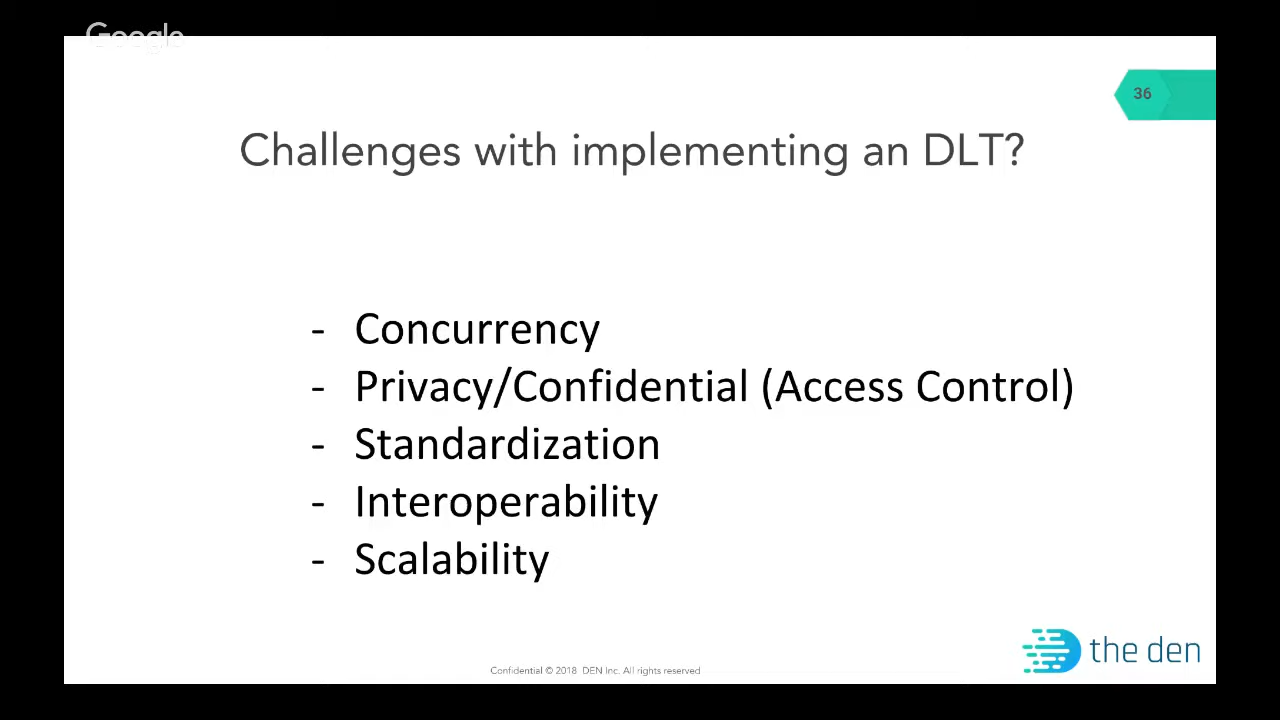 Google
36
Challenges with implementing an DLT?
- Concurrency
- Privacy/Confidential (Access Control)
- Standardization
- Interoperability
- Scalability
the den
Confidential © 2018 DEN Inc. All rights reserved